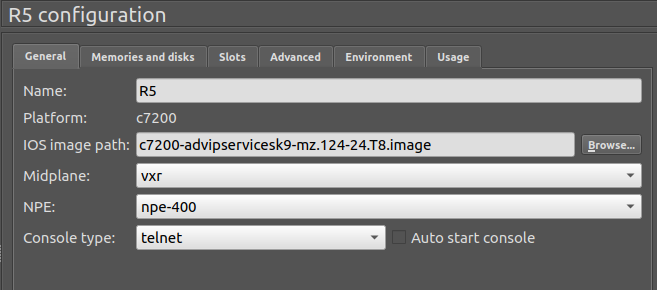 R5 configuration
General Memories and disks Slots Advanced Environment Usage
Name: R5
Platform: c7200
IOS image path: c7200-advipservicesk9-mz.124-24.T8.image Browse...
Midplane: vxr
NPE: npe-400
Console type: telnet Auto start console